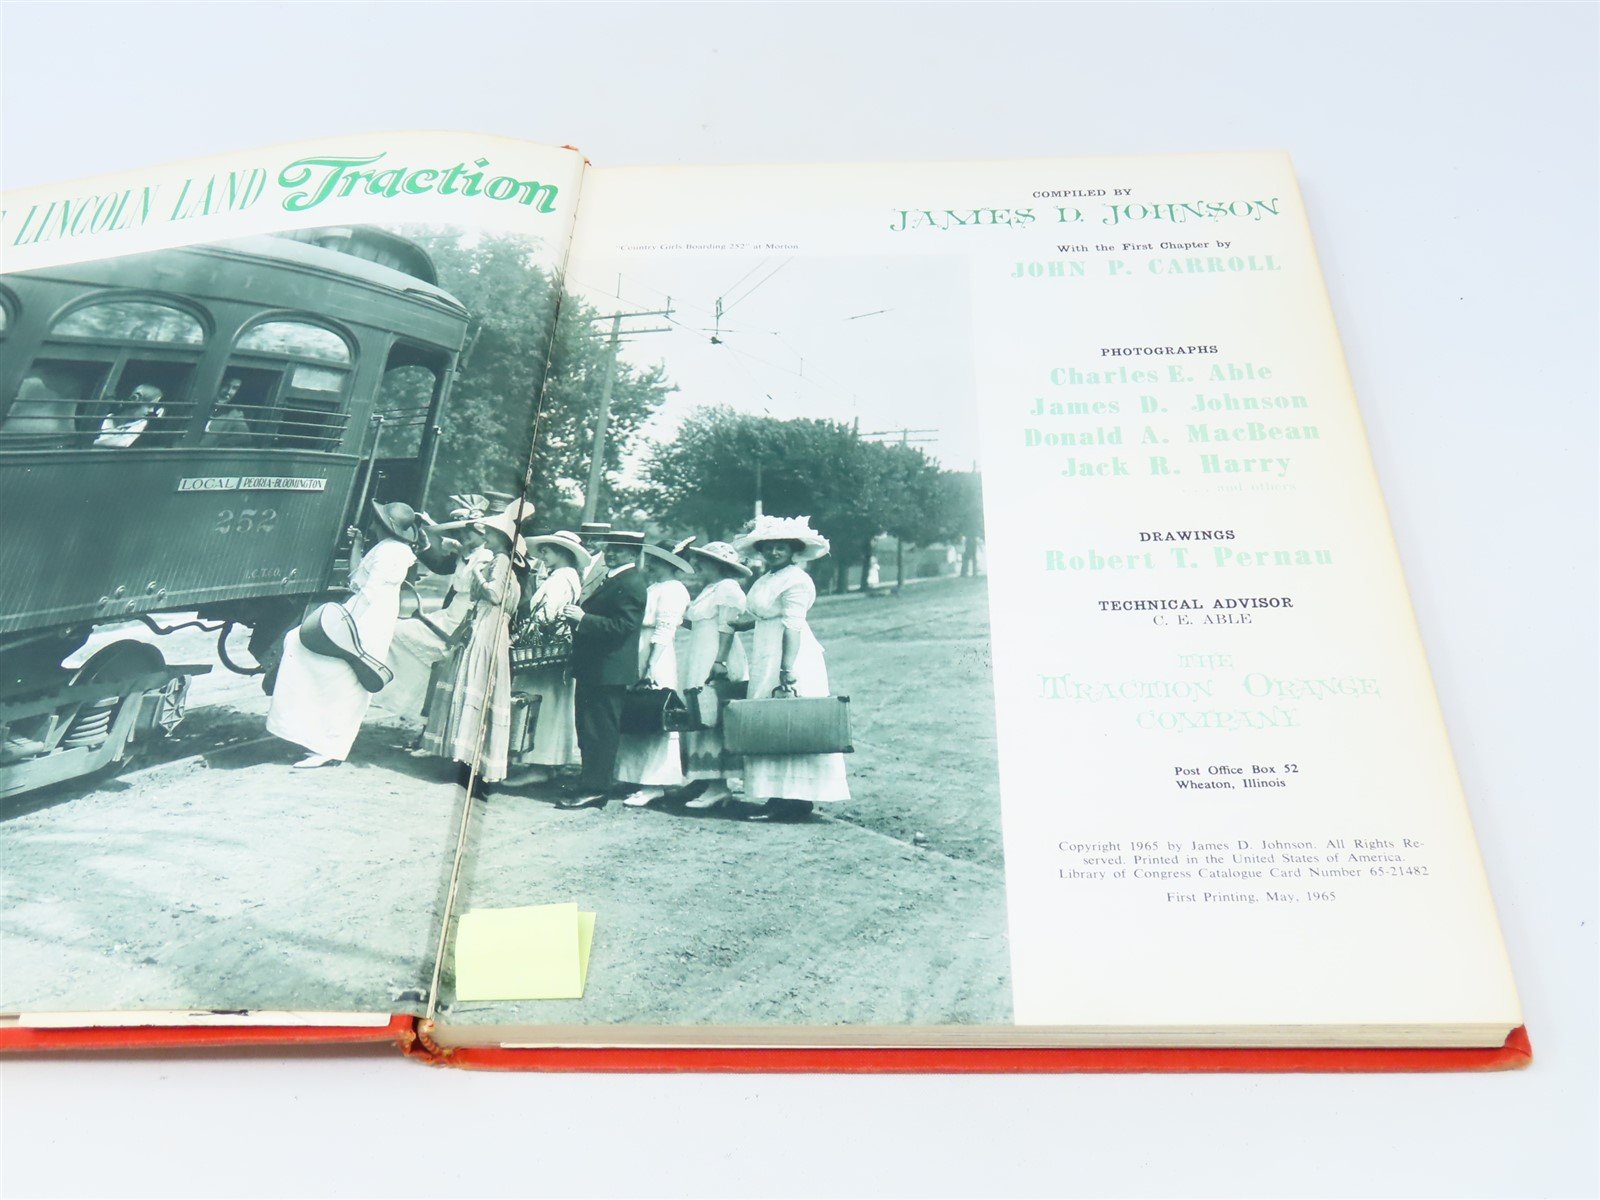 LINCOLN LAND Traction
LOCAL PEORIA-BLOOMINGTON
252
I.C.T.CO.
"Country Girls Boarding 252" at Morton
COMPILED BY
JAMES D. JOHNSON
With the First Chapter by
JOHN P. CARROLL
PHOTOGRAPHS
Charles E. Able
James D. Johnson
Donald A. MacBean
Jack R. Harry
. . . and others
DRAWINGS
Robert T. Pernau
TECHNICAL ADVISOR
C. E. ABLE
THE
TRACTION ORANGE
COMPANY
Post Office Box 52
Wheaton, Illinois
Copyright 1965 by James D. Johnson. All Rights Re-
served. Printed in the United States of America.
Library of Congress Catalogue Card Number 65-21482
First Printing, May, 1965